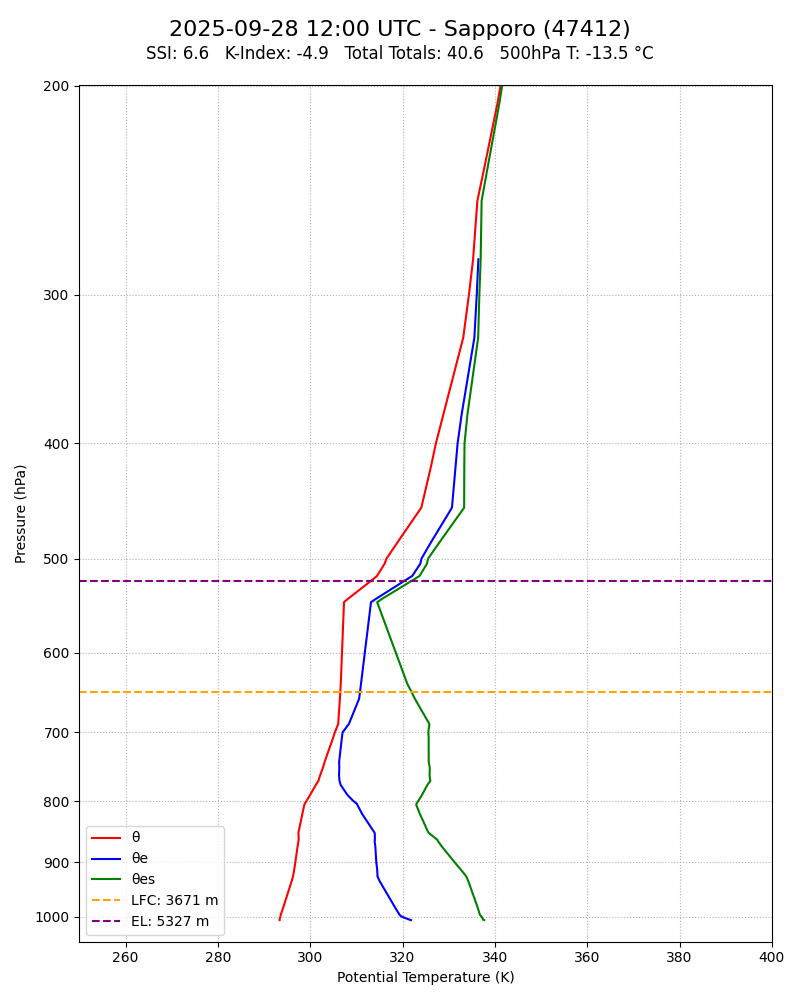 2025-09-28 12:00 UTC - Sapporo (47412)
SSI: 6.6 K-Index: -4.9 Total Totals: 40.6 500hPa T: -13.5 °C
200
300
400
500
600
700
800
900
1000
Pressure (hPa)
θ
θe
θes
LFC: 3671 m
EL: 5327 m
260 280 300 320 340 360 380 400
Potential Temperature (K)